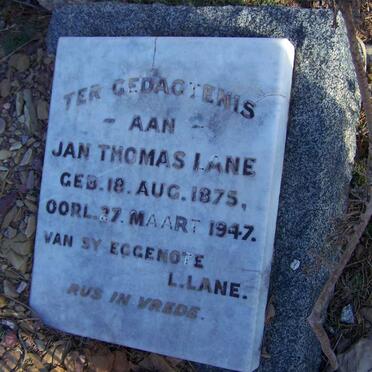 TER GEDAGTENIS
- AAN -
JAN THOMAS LANE
GEB. 18. AUG. 1875,
OORL. 27. MAART 1947.
VAN SY EGGENOTE
L. LANE.
RUS IN VREDE.